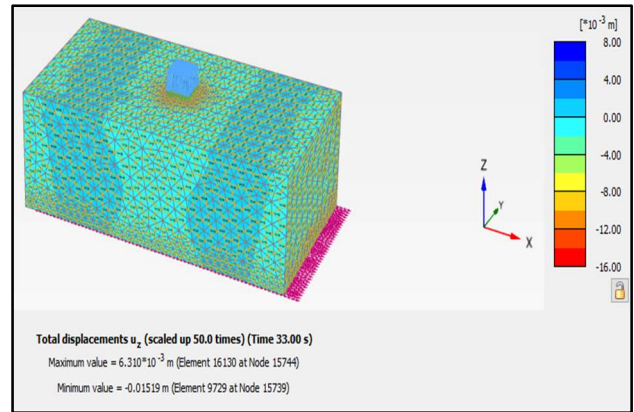 [*10⁻³ m]
8.00
4.00
0.00
-4.00
-8.00
-12.00
-16.00
Z
Y
X
Total displacements u_z (scaled up 50.0 times) (Time 33.00 s)
Maximum value = 6.310*10⁻³ m (Element 16130 at Node 15744)
Minimum value = -0.01519 m (Element 9729 at Node 15739)